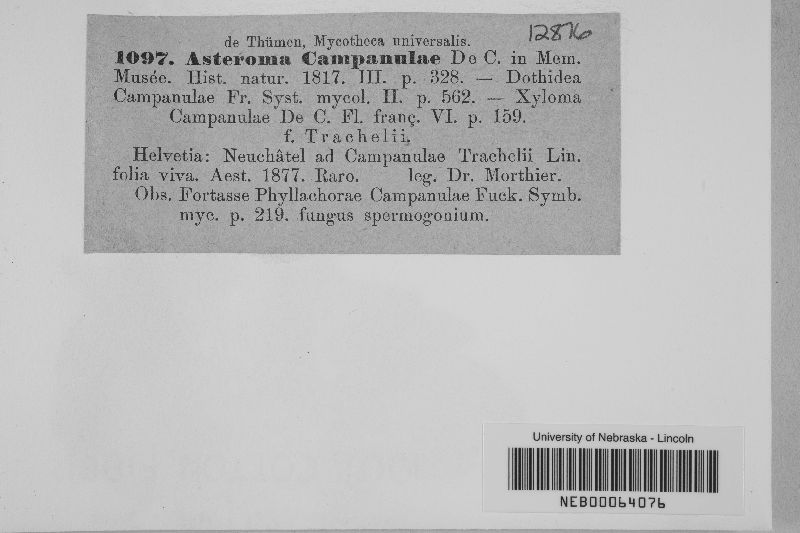 12876
de Thümen, Mycotheca universalis.
1097. Asteroma Campanulae De C. in Mem.
Musée. Hist. natur. 1817. III. p. 328. — Dothidea
Campanulae Fr. Syst. mycol. II. p. 562. — Xyloma
Campanulae De C. Fl. franç. VI. p. 159.
f. Trachelii.
Helvetia: Neuchâtel ad Campanulae Trachelii Lin.
folia viva. Aest. 1877. Raro. leg. Dr. Morthier.
Obs. Fortasse Phyllachorae Campanulae Fuck. Symb.
myc. p. 219. fungus spermogonium.
University of Nebraska - Lincoln
NEB00064076